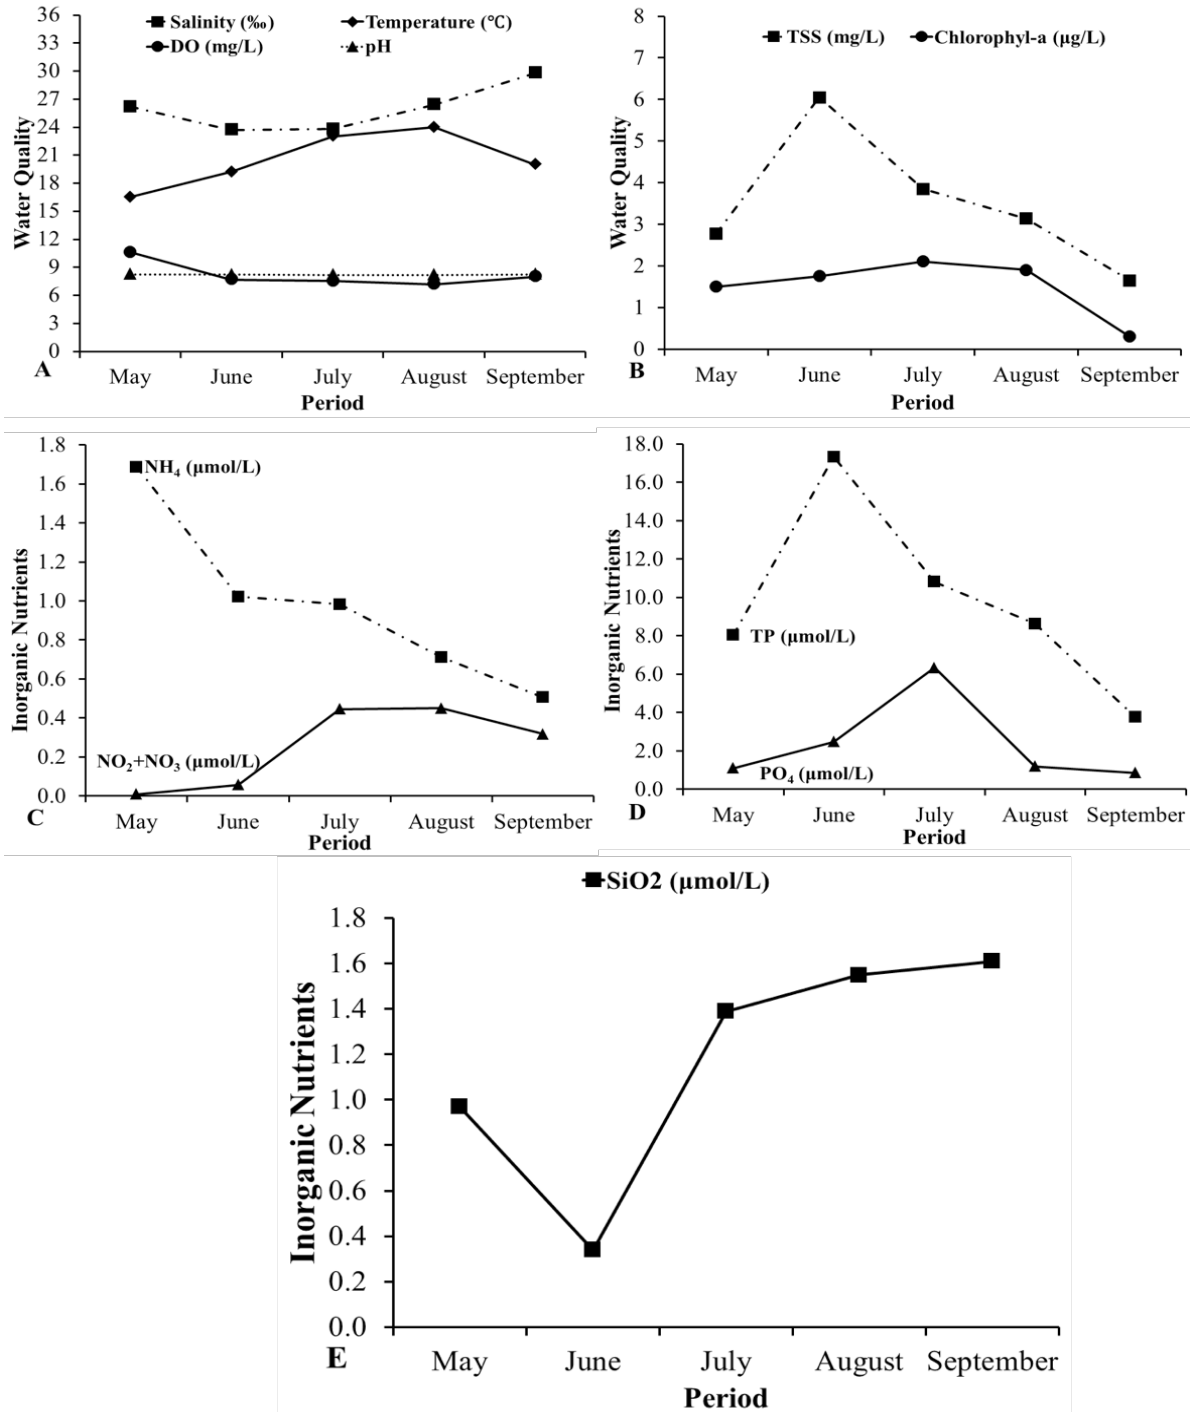 Salinity (‰) Temperature (℃)
DO (mg/L) pH
36
33
30
27
24
21
18
15
12
9
6
3
0
Water Quality
May June July August September
A
Period
TSS (mg/L) Chlorophyl-a (μg/L)
8
7
6
5
4
3
2
1
0
Water Quality
May June July August September
B
Period
1.8
1.6
1.4
1.2
1.0
0.8
0.6
0.4
0.2
0.0
Inorganic Nutrients
NH₄ (μmol/L)
NO₂+NO₃ (μmol/L)
C
May June July August September
Period
18.0
16.0
14.0
12.0
10.0
8.0
6.0
4.0
2.0
0.0
Inorganic Nutrients
TP (μmol/L)
PO₄ (μmol/L)
D
May June July August September
Period
SiO2 (μmol/L)
1.8
1.6
1.4
1.2
1.0
0.8
0.6
0.4
0.2
0.0
Inorganic Nutrients
E
May June July August September
Period